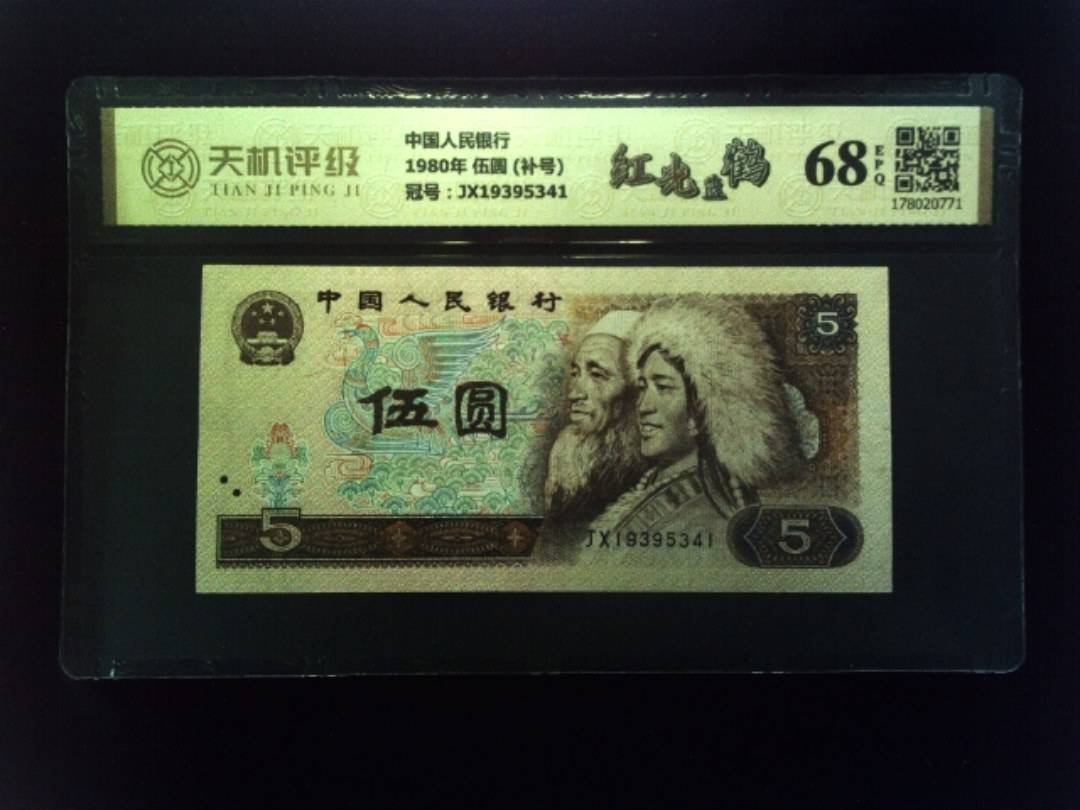 天机评级
TIAN JI PING JI
中国人民银行
1980年 伍圆 (补号)
冠号：JX19395341
红光蓝鹤
68
EPQ
178020771
中国人民银行
5
伍圆
5
JX19395341
5